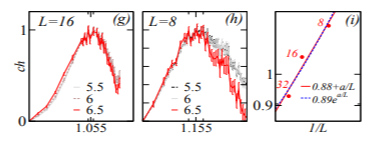 L=16 (g)
L=8 (h)
(i)
1
ch
0
5.5
6
6.5
1.055
5.5
6
6.5
1.155
8
16
32
1
0.9
0.88+a/L
0.89e^{a/L}
1/L